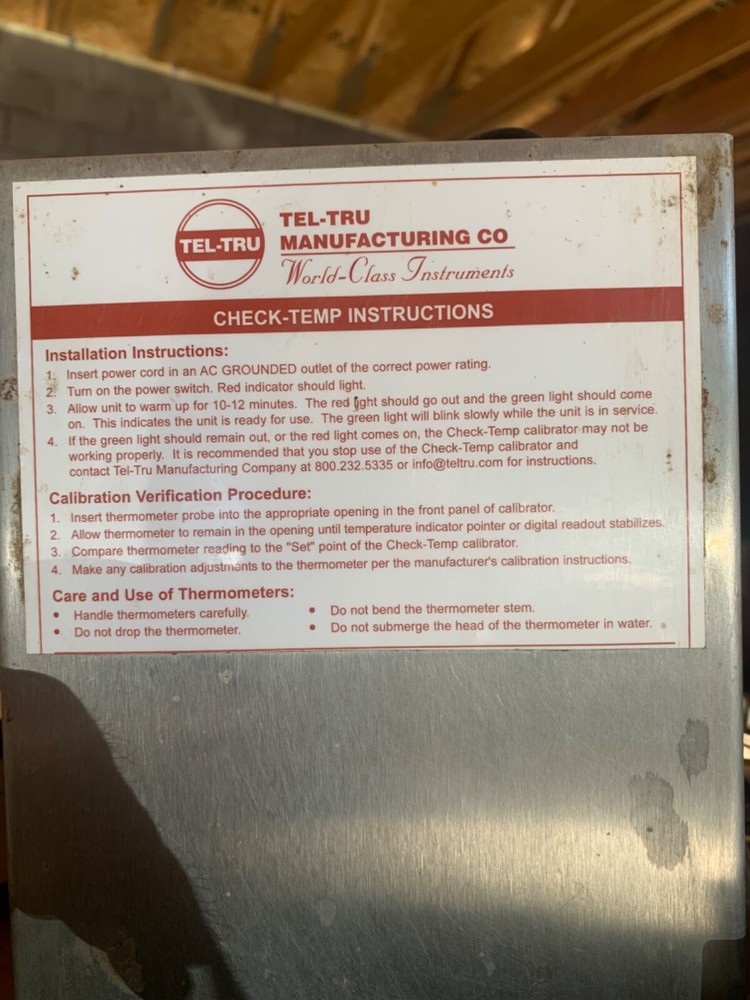 TEL-TRU
TEL-TRU
MANUFACTURING CO
World-Class Instruments
CHECK-TEMP INSTRUCTIONS
Installation Instructions:
1. Insert power cord in an AC GROUNDED outlet of the correct power rating.
2. Turn on the power switch. Red indicator should light.
3. Allow unit to warm up for 10-12 minutes. The red light should go out and the green light should come
on. This indicates the unit is ready for use. The green light will blink slowly while the unit is in service.
4. If the green light should remain out, or the red light comes on, the Check-Temp calibrator may not be
working properly. It is recommended that you stop use of the Check-Temp calibrator and
contact Tel-Tru Manufacturing Company at 800.232.5335 or info@teltru.com for instructions.
Calibration Verification Procedure:
1. Insert thermometer probe into the appropriate opening in the front panel of calibrator.
2. Allow thermometer to remain in the opening until temperature indicator pointer or digital readout stabilizes.
3. Compare thermometer reading to the "Set" point of the Check-Temp calibrator.
4. Make any calibration adjustments to the thermometer per the manufacturer's calibration instructions.
Care and Use of Thermometers:
• Handle thermometers carefully.
• Do not drop the thermometer.
• Do not bend the thermometer stem.
• Do not submerge the head of the thermometer in water.